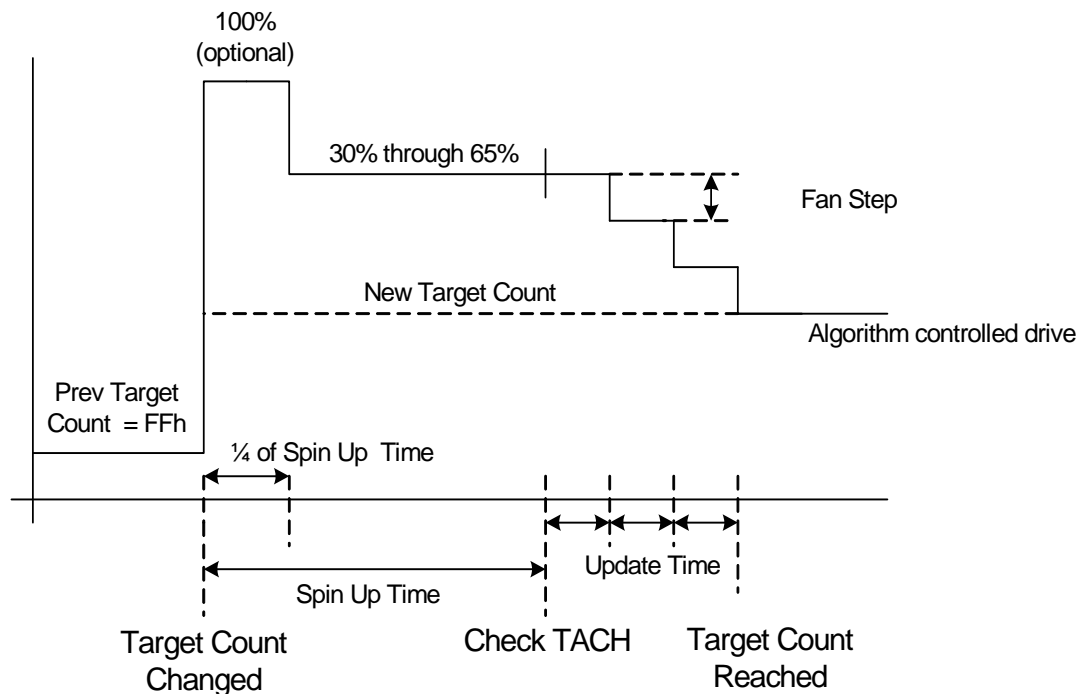 100%
(optional)
30% through 65%
Fan Step
New Target Count
Algorithm controlled drive
Prev Target
Count = FFh
¼ of Spin Up Time
Update Time
Spin Up Time
Target Count
Changed
Check TACH
Target Count
Reached